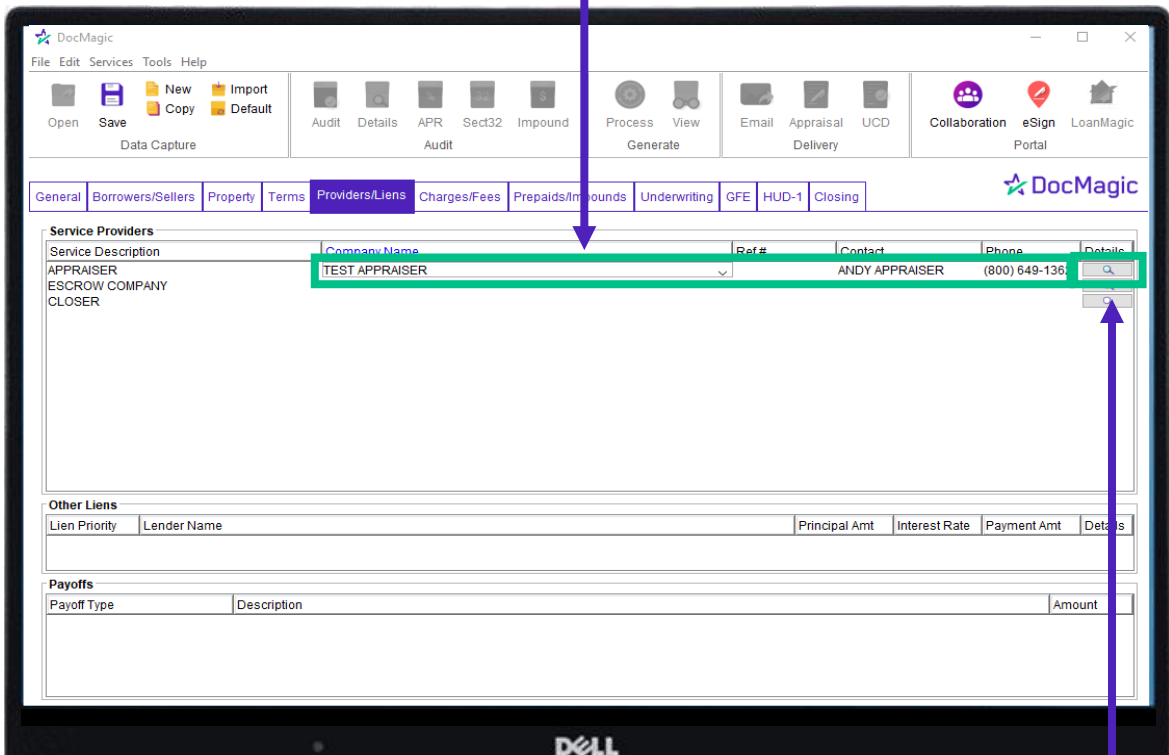 DocMagic
File Edit Services Tools Help
New Import
Copy Default
Open Save Audit Details APR Sect32 Impound Process View Email Appraisal UCD Collaboration eSign LoanMagic
Data Capture Audit Generate Delivery Portal
DocMagic
General Borrowers/Sellers Property Terms Providers/Liens Charges/Fees Prepaids/Impounds Underwriting GFE HUD-1 Closing
Service Providers
Service Description Company Name Ref.# Contact Phone Details
APPRAISER TEST APPRAISER ANDY APPRAISER (800) 649-1362
ESCROW COMPANY
CLOSER
Other Liens
Lien Priority Lender Name Principal Amt Interest Rate Payment Amt Details
Payoffs
Payoff Type Description Amount
DELL